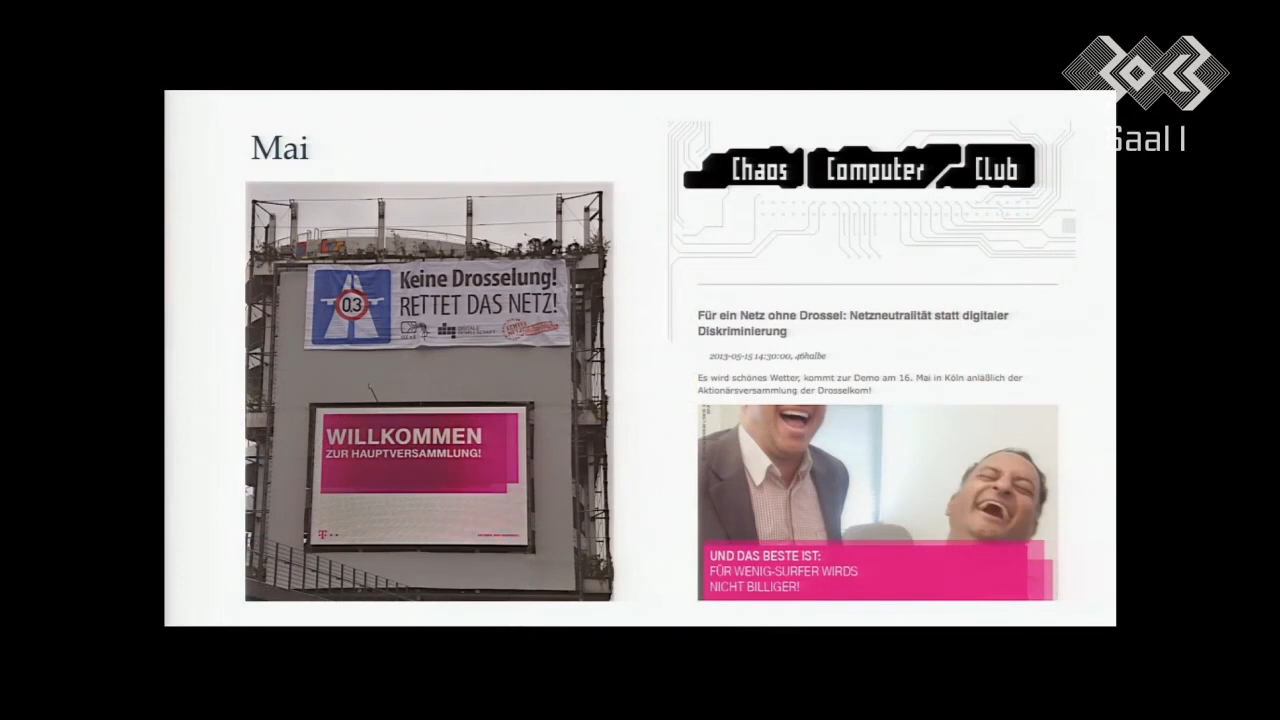 Saal 1
Mai
Keine Drosselung!
RETTET DAS NETZ!
03
DIGITALE
WILLKOMMEN
ZUR HAUPTVERSAMMLUNG!
T
Chaos Computer Club
Für ein Netz ohne Drossel: Netzneutralität statt digitaler
Diskriminierung
2013-05-15 14:30:00, 46halbe
Es wird schönes Wetter, kommt zur Demo am 16. Mai in Köln anläßlich der
Aktionärsversammlung der Drosselkom!
UND DAS BESTE IST:
FÜR WENIG-SURFER WIRDS
NICHT BILLIGER!